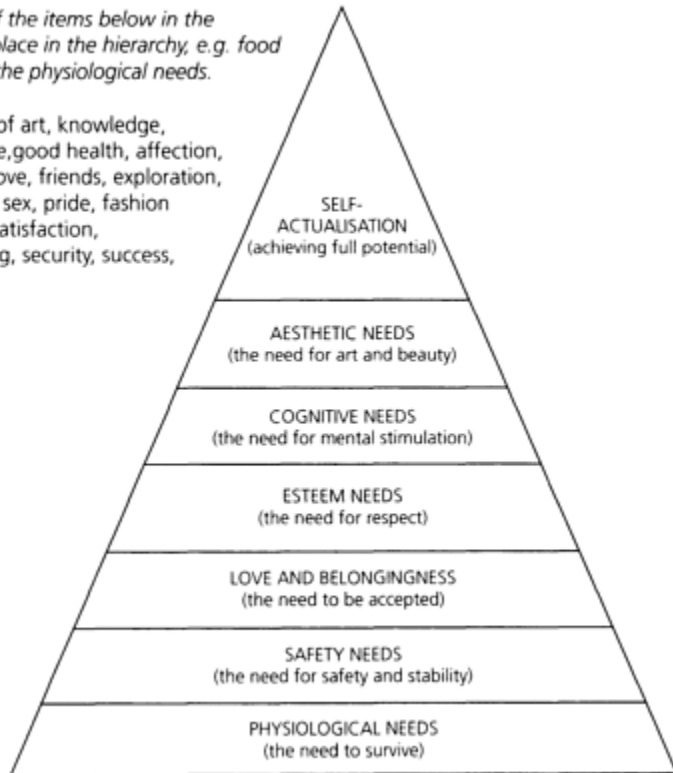 f the items below in the
lace in the hierarchy, e.g. food
the physiological needs.
of art, knowledge,
e,good health, affection,
ove, friends, exploration,
sex, pride, fashion
atisfaction,
g, security, success,
SELF-
ACTUALISATION
(achieving full potential)
AESTHETIC NEEDS
(the need for art and beauty)
COGNITIVE NEEDS
(the need for mental stimulation)
ESTEEM NEEDS
(the need for respect)
LOVE AND BELONGINGNESS
(the need to be accepted)
SAFETY NEEDS
(the need for safety and stability)
PHYSIOLOGICAL NEEDS
(the need to survive)